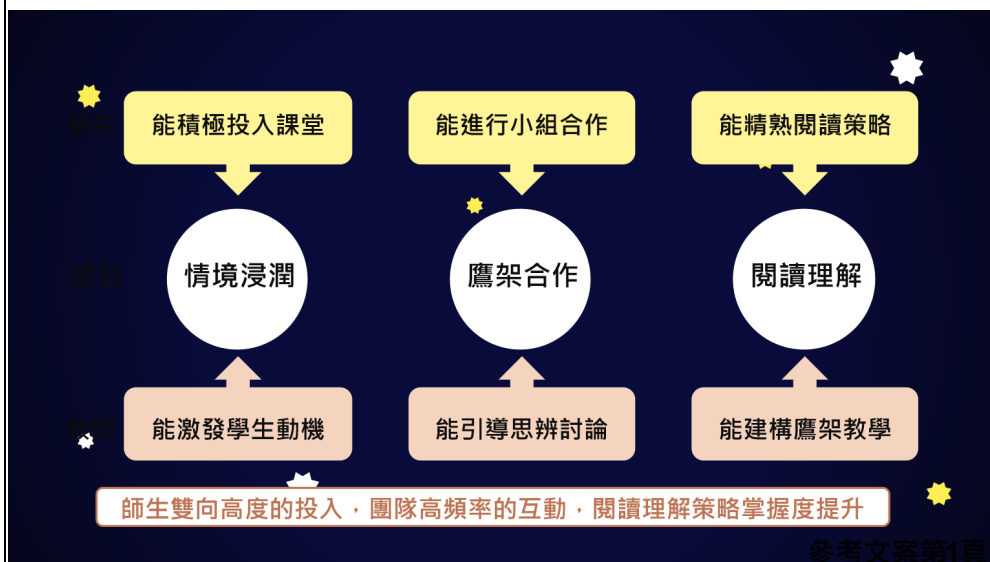 學生
能積極投入課堂
能進行小組合作
能精熟閱讀策略
成效
情境浸潤
鷹架合作
閱讀理解
能激發學生動機
能引導思辨討論
能建構鷹架教學
師生雙向高度的投入，團隊高頻率的互動，閱讀理解策略掌握度提升
參考文案第1頁